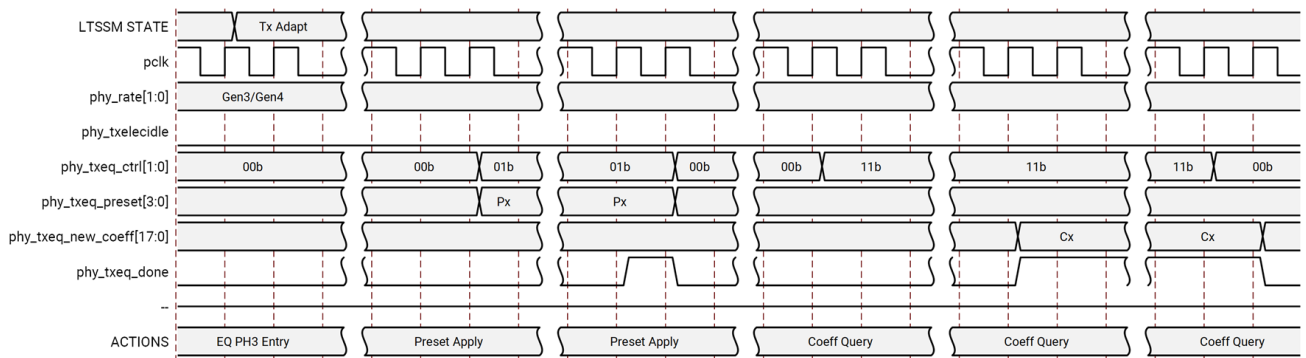 LTSSM STATE Tx Adapt
pclk
phy_rate[1:0] Gen3/Gen4
phy_txelecidle
phy_txeq_ctrl[1:0] 00b 00b 01b 01b 00b 00b 11b 11b 11b 00b
phy_txeq_preset[3:0] Px Px
phy_txeq_new_coeff[17:0] Cx Cx
phy_txeq_done
--
ACTIONS EQ PH3 Entry Preset Apply Preset Apply Coeff Query Coeff Query Coeff Query